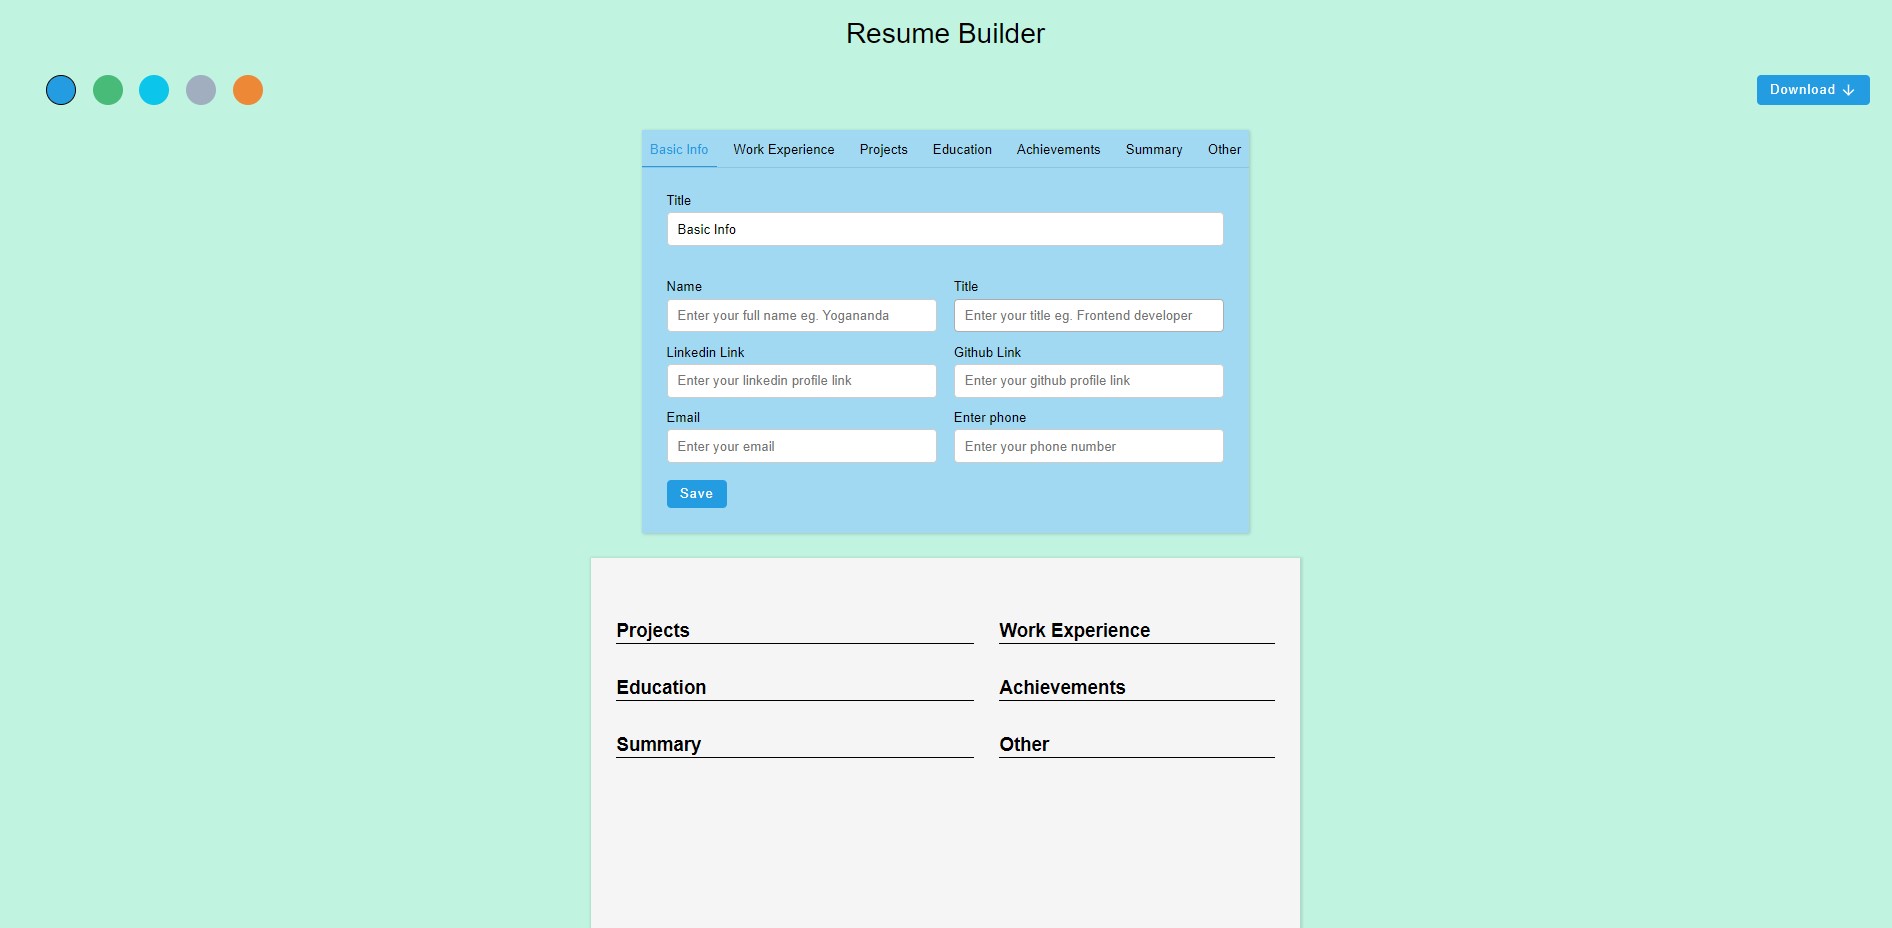 Resume Builder
Download
Basic Info Work Experience Projects Education Achievements Summary Other
Title
Basic Info
Name Title
Enter your full name eg. Yogananda Enter your title eg. Frontend developer
Linkedin Link Github Link
Enter your linkedin profile link Enter your github profile link
Email Enter phone
Enter your email Enter your phone number
Save
Projects Work Experience
Education Achievements
Summary Other